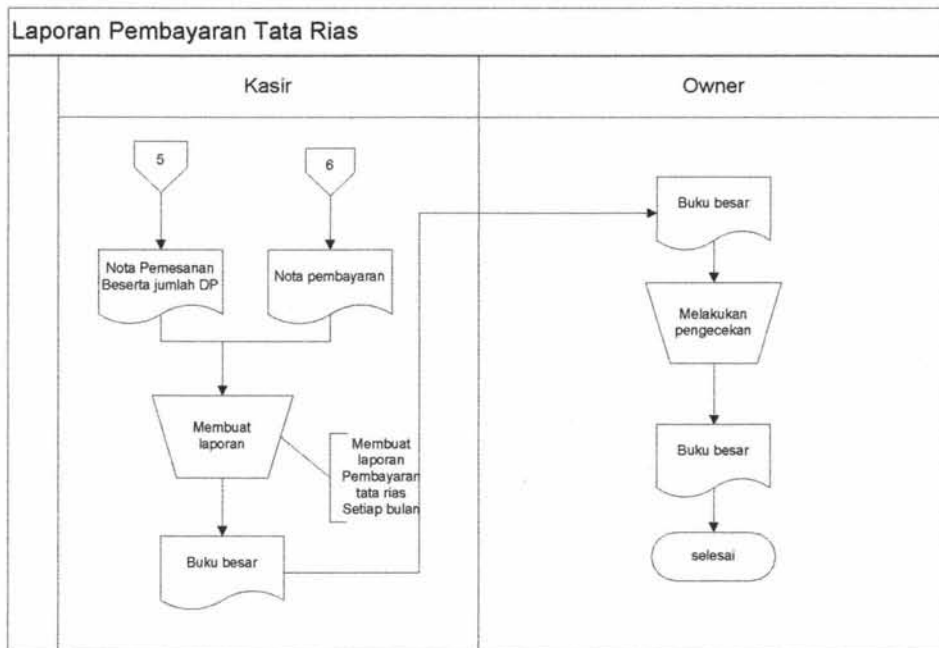 Laporan Pembayaran Tata Rias
Kasir
Owner
5
6
Nota Pemesanan
Beserta jumlah DP
Nota pembayaran
Membuat
laporan
Membuat
laporan
Pembayaran
tata rias
Setiap bulan
Buku besar
Buku besar
Melakukan
pengecekan
Buku besar
selesai